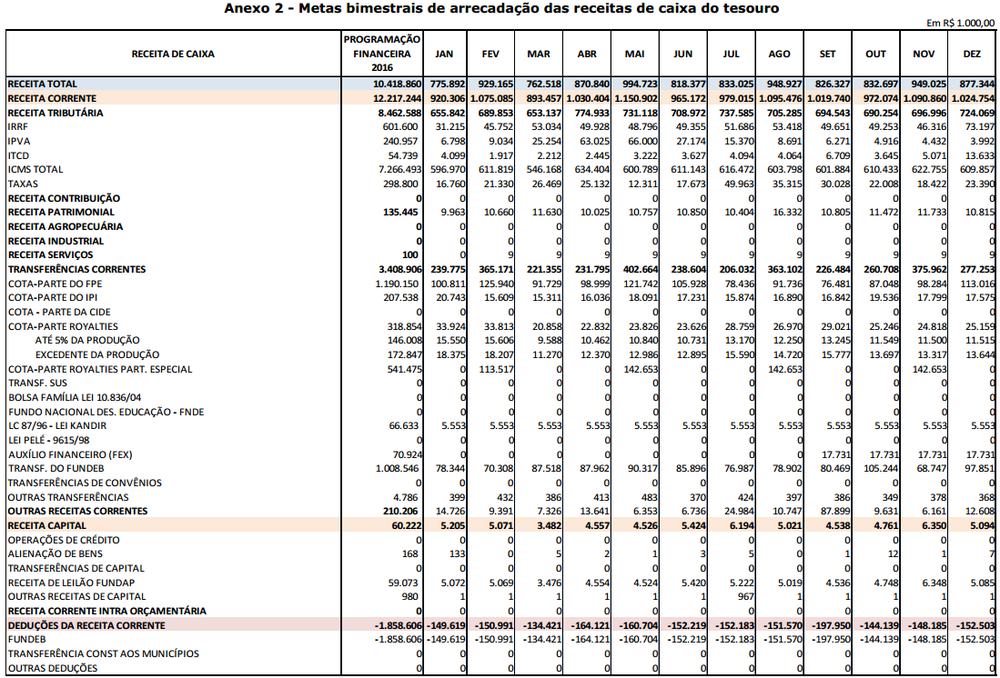 Anexo 2 - Metas bimestrais de arrecadação das receitas de caixa do tesouro
Em R$ 1.000,00
RECEITA DE CAIXA PROGRAMAÇÃO FINANCEIRA 2016 JAN FEV MAR ABR MAI JUN JUL AGO SET OUT NOV DEZ
RECEITA TOTAL 10.418.860 775.892 929.165 762.518 870.840 994.723 818.377 833.025 948.927 826.327 832.697 949.025 877.344
RECEITA CORRENTE 12.217.244 920.306 1.075.085 893.457 1.030.404 1.150.902 965.172 979.015 1.095.476 1.019.740 972.074 1.090.860 1.024.754
RECEITA TRIBUTÁRIA 8.462.588 655.842 689.853 653.137 774.933 731.118 708.972 737.585 705.285 694.543 690.254 696.996 724.069
IRRF 601.600 31.215 45.752 53.034 49.928 48.796 49.355 51.686 53.418 49.651 49.253 46.316 73.197
IPVA 240.957 6.798 9.034 25.254 63.025 66.000 27.174 15.370 8.691 6.271 4.916 4.432 3.992
ITCD 54.739 4.099 1.917 2.212 2.445 3.222 3.627 4.094 4.064 6.709 3.645 5.071 13.633
ICMS TOTAL 7.266.493 596.970 611.819 546.168 634.404 600.789 611.143 616.472 603.798 601.884 610.433 622.755 609.857
TAXAS 298.800 16.760 21.330 26.469 25.132 12.311 17.673 49.963 35.315 30.028 22.008 18.422 23.390
RECEITA CONTRIBUIÇÃO 0 0 0 0 0 0 0 0 0 0 0 0 0
RECEITA PATRIMONIAL 135.445 9.963 10.660 11.630 10.025 10.757 10.850 10.404 16.332 10.805 11.472 11.733 10.815
RECEITA AGROPECUÁRIA 0 0 0 0 0 0 0 0 0 0 0 0 0
RECEITA INDUSTRIAL 0 0 0 0 0 0 0 0 0 0 0 0 0
RECEITA SERVIÇOS 100 0 9 9 9 9 9 9 9 9 9 9 9
TRANSFERÊNCIAS CORRENTES 3.408.906 239.775 365.171 221.355 231.795 402.664 238.604 206.032 363.102 226.484 260.708 375.962 277.253
COTA-PARTE DO FPE 1.190.150 100.811 125.940 91.729 98.999 121.742 105.928 78.436 91.736 76.481 87.048 98.284 113.016
COTA-PARTE DO IPI 207.538 20.743 15.609 15.311 16.036 18.091 17.231 15.874 16.890 16.842 19.536 17.799 17.575
COTA - PARTE DA CIDE 0 0 0 0 0 0 0 0 0 0 0 0 0
COTA-PARTE ROYALTIES 318.854 33.924 33.813 20.858 22.832 23.826 23.626 28.759 26.970 29.021 25.246 24.818 25.159
ATÉ 5% DA PRODUÇÃO 146.008 15.550 15.606 9.588 10.462 10.840 10.731 13.170 12.250 13.245 11.549 11.500 11.515
EXCEDENTE DA PRODUÇÃO 172.847 18.375 18.207 11.270 12.370 12.986 12.895 15.590 14.720 15.777 13.697 13.317 13.644
COTA-PARTE ROYALTIES PART. ESPECIAL 541.475 0 113.517 0 0 142.653 0 0 142.653 0 0 142.653 0
TRANSF. SUS 0 0 0 0 0 0 0 0 0 0 0 0 0
BOLSA FAMÍLIA LEI 10.836/04 0 0 0 0 0 0 0 0 0 0 0 0 0
FUNDO NACIONAL DES. EDUCAÇÃO - FNDE 0 0 0 0 0 0 0 0 0 0 0 0 0
LC 87/96 - LEI KANDIR 66.633 5.553 5.553 5.553 5.553 5.553 5.553 5.553 5.553 5.553 5.553 5.553 5.553
LEI PELÉ - 9615/98 0 0 0 0 0 0 0 0 0 0 0 0 0
AUXÍLIO FINANCEIRO (FEX) 70.924 0 0 0 0 0 0 0 0 17.731 17.731 17.731 17.731
TRANSF. DO FUNDEB 1.008.546 78.344 70.308 87.518 87.962 90.317 85.896 76.987 78.902 80.469 105.244 68.747 97.851
TRANSFERÊNCIAS DE CONVÊNIOS 0 0 0 0 0 0 0 0 0 0 0 0 0
OUTRAS TRANSFERÊNCIAS 4.786 399 432 386 413 483 370 424 397 386 349 378 368
OUTRAS RECEITAS CORRENTES 210.206 14.726 9.391 7.326 13.641 6.353 6.736 24.984 10.747 87.899 9.631 6.161 12.608
RECEITA CAPITAL 60.222 5.205 5.071 3.482 4.557 4.526 5.424 6.194 5.021 4.538 4.761 6.350 5.094
OPERAÇÕES DE CRÉDITO 0 0 0 0 0 0 0 0 0 0 0 0 0
ALIENAÇÃO DE BENS 168 133 0 5 2 1 3 5 0 1 12 1 7
TRANSFERÊNCIAS DE CAPITAL 0 0 0 0 0 0 0 0 0 0 0 0 0
RECEITA DE LEILÃO FUNDAP 59.073 5.072 5.069 3.476 4.554 4.524 5.420 5.222 5.019 4.536 4.748 6.348 5.085
OUTRAS RECEITAS DE CAPITAL 980 1 1 1 1 1 1 967 1 1 1 1 1
RECEITA CORRENTE INTRA ORÇAMENTÁRIA 0 0 0 0 0 0 0 0 0 0 0 0 0
DEDUÇÕES DA RECEITA CORRENTE -1.858.606 -149.619 -150.991 -134.421 -164.121 -160.704 -152.219 -152.183 -151.570 -197.950 -144.139 -148.185 -152.503
FUNDEB -1.858.606 -149.619 -150.991 -134.421 -164.121 -160.704 -152.219 -152.183 -151.570 -197.950 -144.139 -148.185 -152.503
TRANSFERÊNCIA CONST AOS MUNICÍPIOS 0 0 0 0 0 0 0 0 0 0 0 0 0
OUTRAS DEDUÇÕES 0 0 0 0 0 0 0 0 0 0 0 0 0